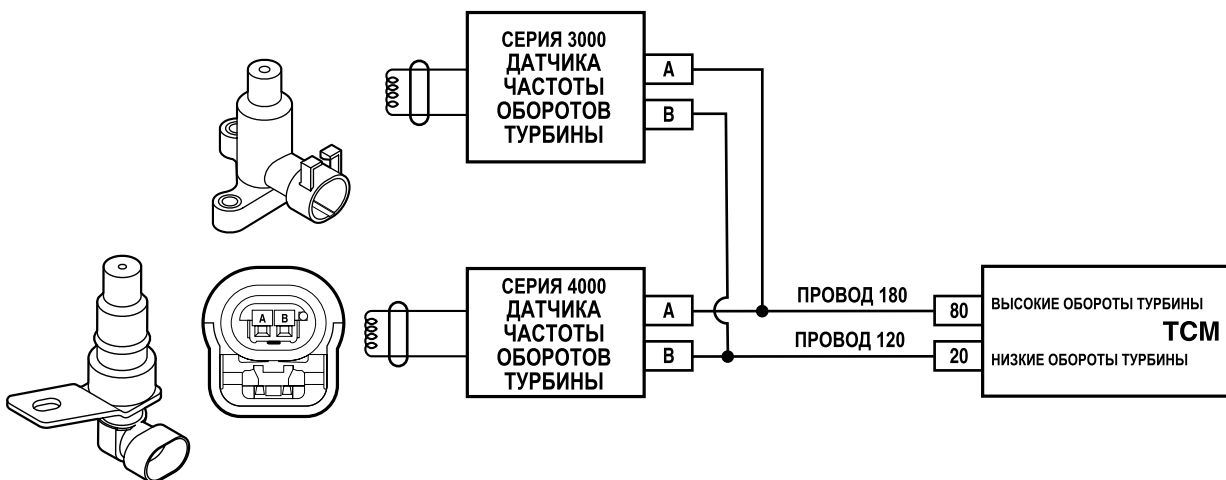 СЕРИЯ 3000
ДАТЧИКА
ЧАСТОТЫ
ОБОРОТОВ
ТУРБИНЫ
A
B
A B
СЕРИЯ 4000
ДАТЧИКА
ЧАСТОТЫ
ОБОРОТОВ
ТУРБИНЫ
A
B
ПРОВОД 180
ПРОВОД 120
80
20
ВЫСОКИЕ ОБОРОТЫ ТУРБИНЫ
TCM
НИЗКИЕ ОБОРОТЫ ТУРБИНЫ